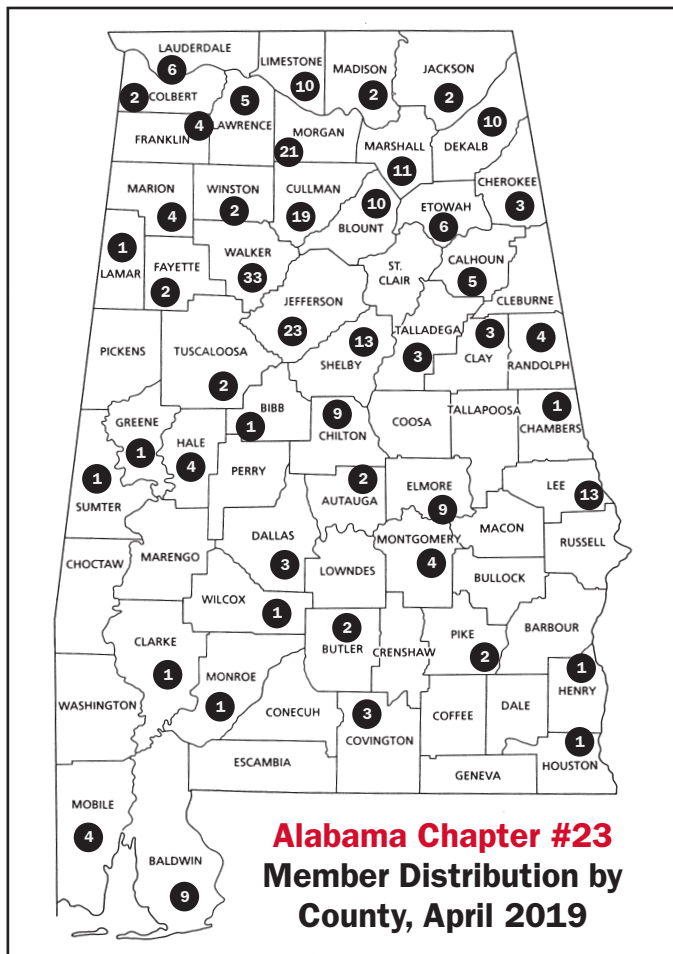 LAUDERDALE
6
LIMESTONE
10
MADISON
2
JACKSON
2
2
COLBERT
5
LAWRENCE
4
FRANKLIN
MORGAN
21
MARSHALL
11
10
DEKALB
CHEROKEE
3
MARION
4
WINSTON
2
CULLMAN
19
10
BLOUNT
ETOWAH
6
1
LAMAR
FAYETTE
2
WALKER
33
JEFFERSON
23
ST.
CLAIR
CALHOUN
5
CLEBURNE
PICKENS
TUSCALOOSA
2
13
SHELBY
TALLADEGA
3
3
CLAY
4
RANDOLPH
GREENE
1
HALE
4
BIBB
1
9
CHILTON
COOSA
TALLAPOOSA
1
CHAMBERS
1
SUMTER
PERRY
2
AUTAUGA
ELMORE
9
LEE
13
CHOCTAW
MARENGO
DALLAS
3
LOWNDES
MONTGOMERY
4
MACON
RUSSELL
BULLOCK
WILCOX
1
2
BUTLER
CRENSHAW
PIKE
2
BARBOUR
CLARKE
1
MONROE
1
WASHINGTON
CONECUH
3
COVINGTON
COFFEE
DALE
1
HENRY
ESCAMBIA
GENEVA
1
HOUSTON
MOBILE
4
BALDWIN
9
Alabama Chapter #23
Member Distribution by
County, April 2019